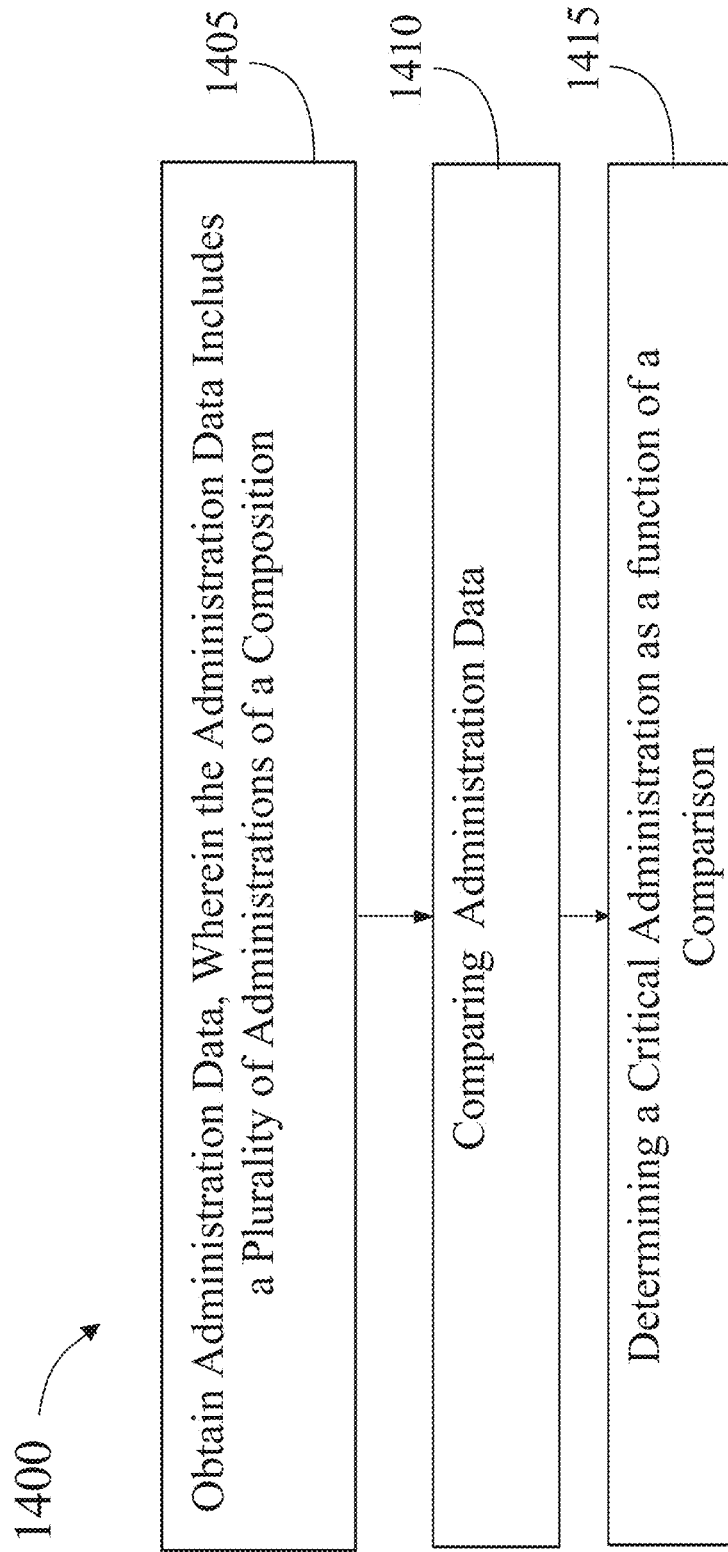 1400
Obtain Administration Data, Wherein the Administration Data Includes
a Plurality of Administrations of a Composition
1405
Comparing Administration Data
1410
Determining a Critical Administration as a function of a
Comparison
1415